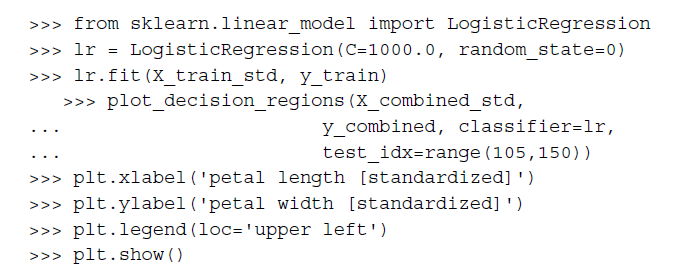 >>> from sklearn.linear_model import LogisticRegression
>>> lr = LogisticRegression(C=1000.0, random_state=0)
>>> lr.fit(X_train_std, y_train)
   >>> plot_decision_regions(X_combined_std,
...                        y_combined, classifier=lr,
...                        test_idx=range(105,150))
>>> plt.xlabel('petal length [standardized]')
>>> plt.ylabel('petal width [standardized]')
>>> plt.legend(loc='upper left')
>>> plt.show()